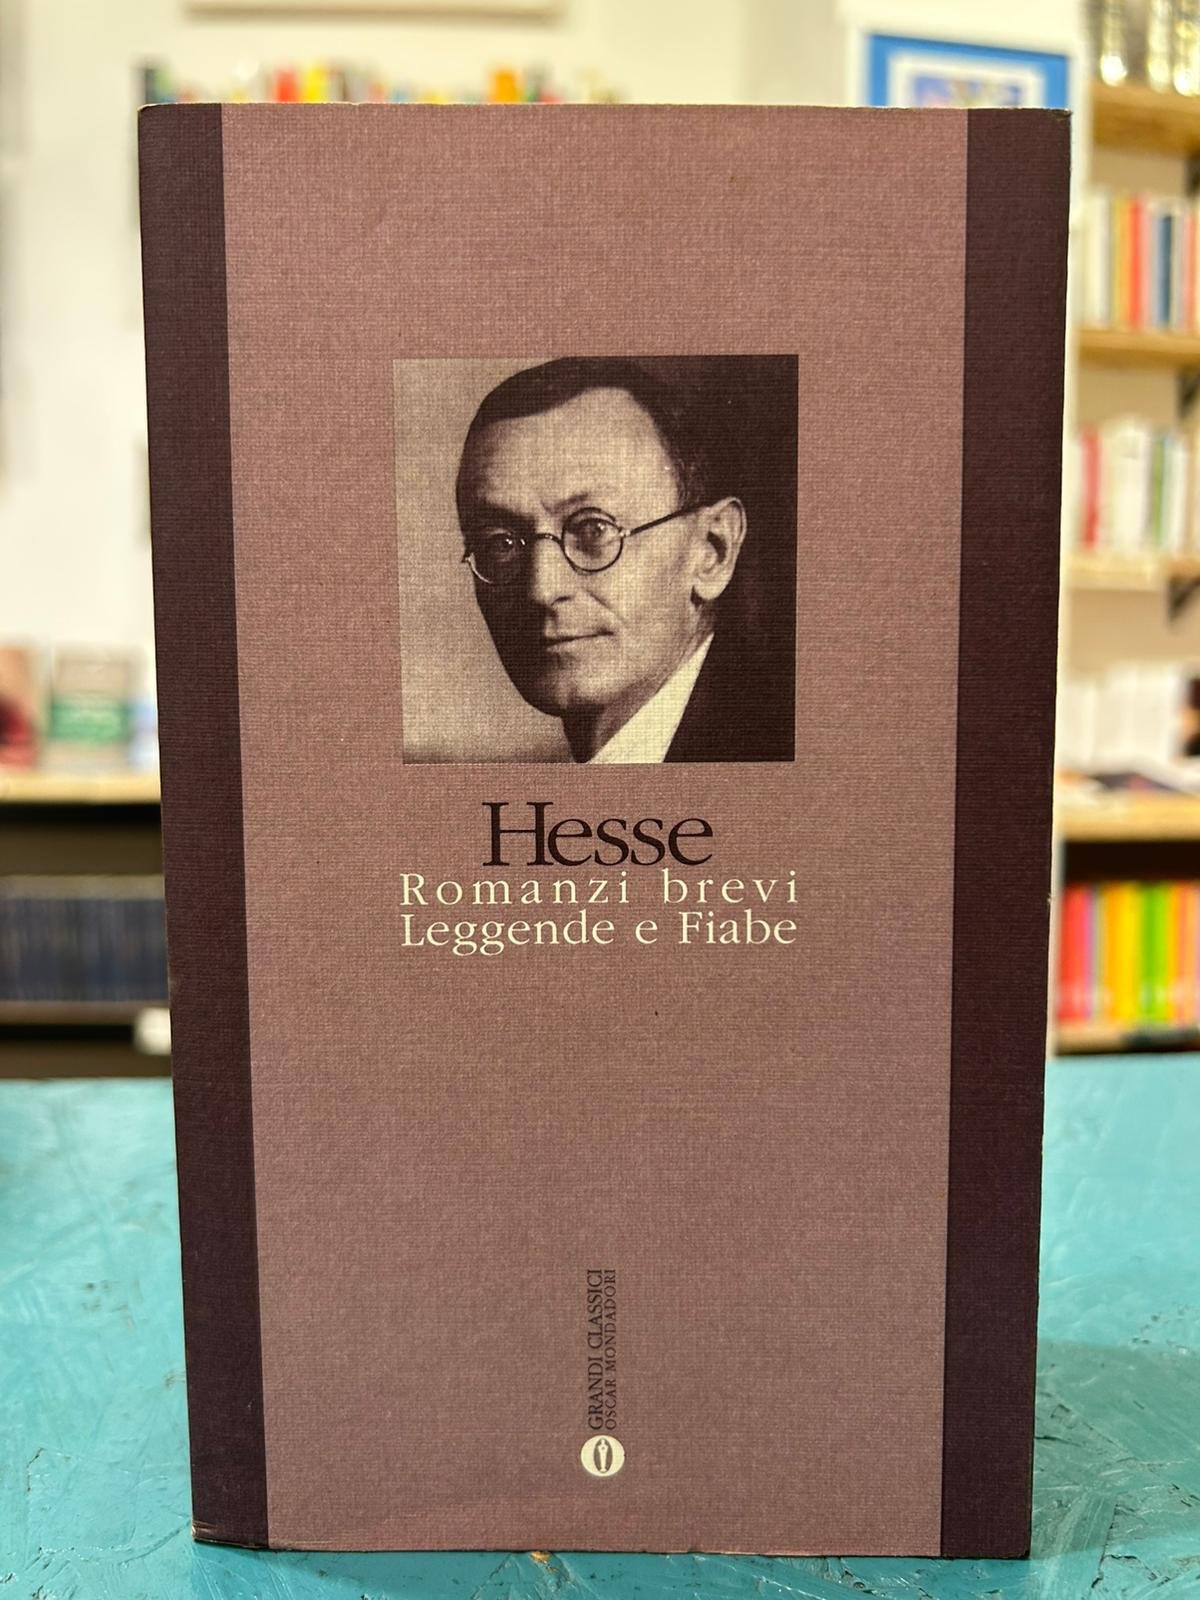 Hesse
Romanzi brevi
Leggende e Fiabe
GRANDI CLASSICI
OSCAR MONDADORI